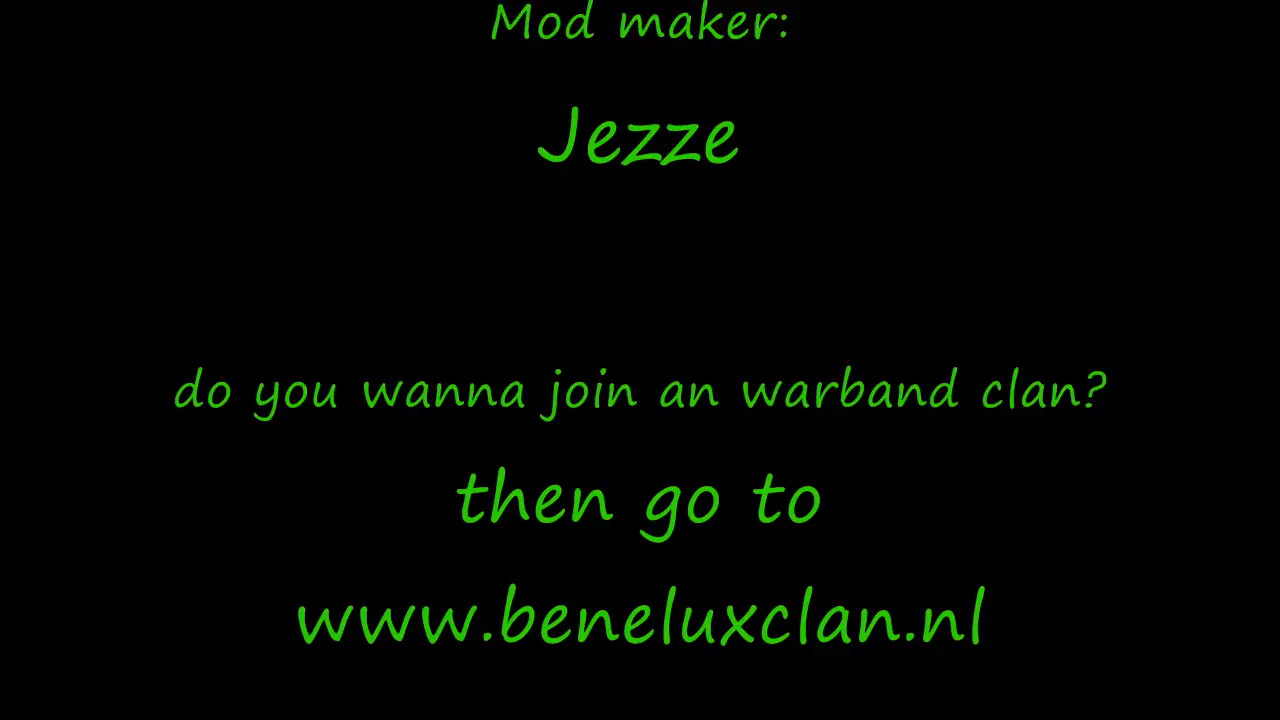 Mod maker:
Jezze
do you wanna join an warband clan?
then go to
www.beneluxclan.nl